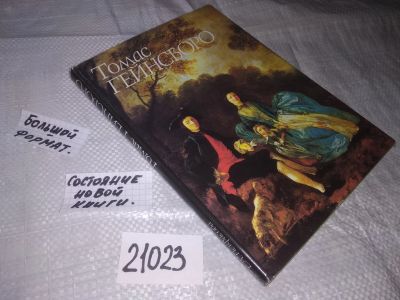 Томас
ГЕЙНСБОРО
БОЛЬШОЙ
ФОРМАТ.
СОСТОЯНИЕ
НОВОЙ
КНИГИ.
21023